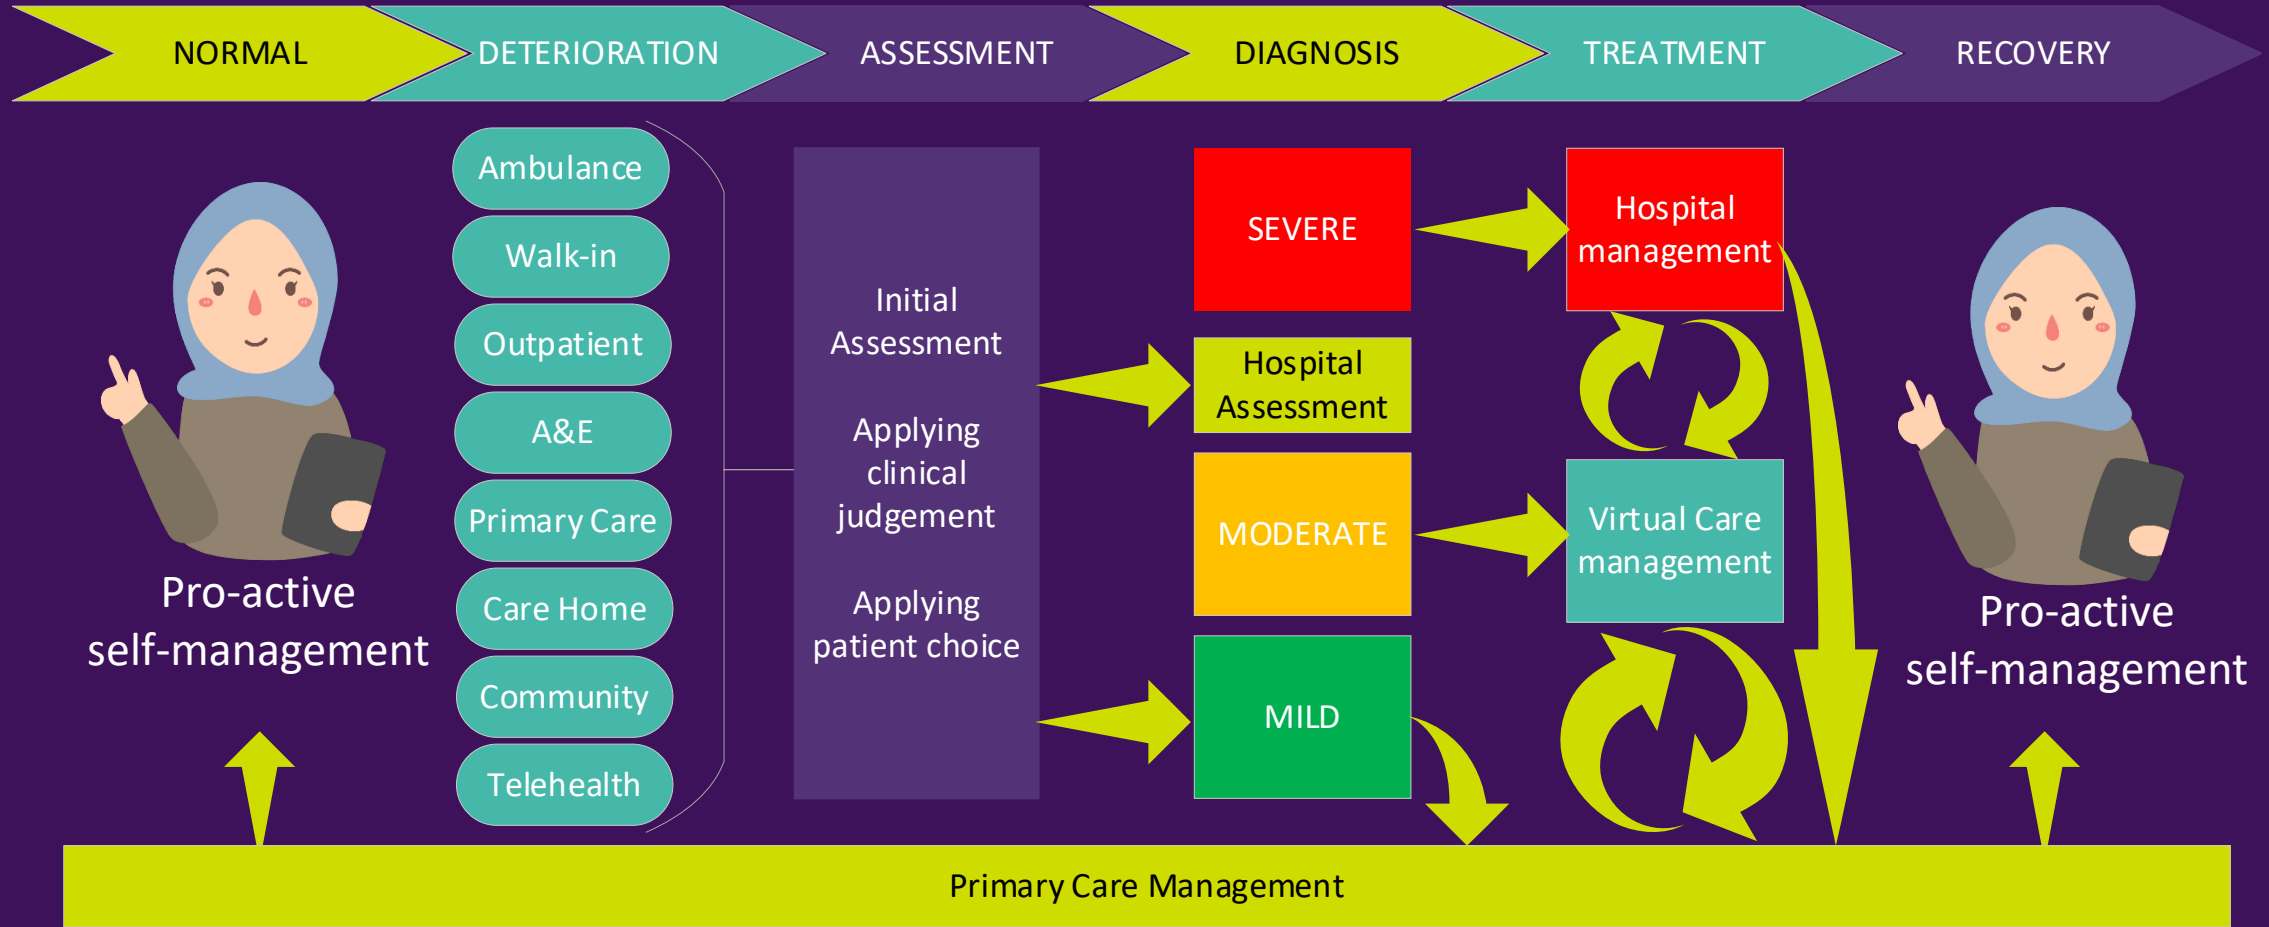 NORMAL
DETERIORATION
ASSESSMENT
DIAGNOSIS
TREATMENT
RECOVERY
Pro-active
self-management
Ambulance
Walk-in
Outpatient
A&E
Primary Care
Care Home
Community
Telehealth
Initial
Assessment
Applying
clinical
judgement
Applying
patient choice
SEVERE
Hospital
Assessment
MODERATE
MILD
Hospital
management
Virtual Care
management
Pro-active
self-management
Primary Care Management